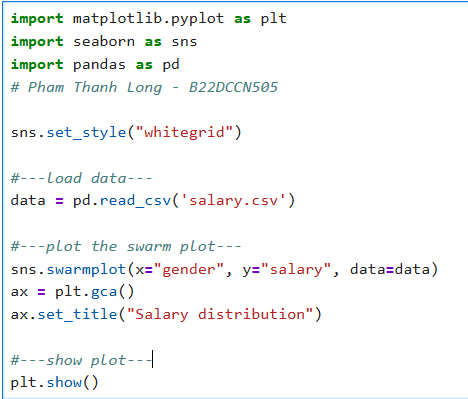 import matplotlib.pyplot as plt
import seaborn as sns
import pandas as pd
# Pham Thanh Long - B22DCCN505
sns.set_style("whitegrid")
#---load data---
data = pd.read_csv('salary.csv')
#---plot the swarm plot---
sns.swarmplot(x="gender", y="salary", data=data)
ax = plt.gca()
ax.set_title("Salary distribution")
#---show plot---
plt.show()